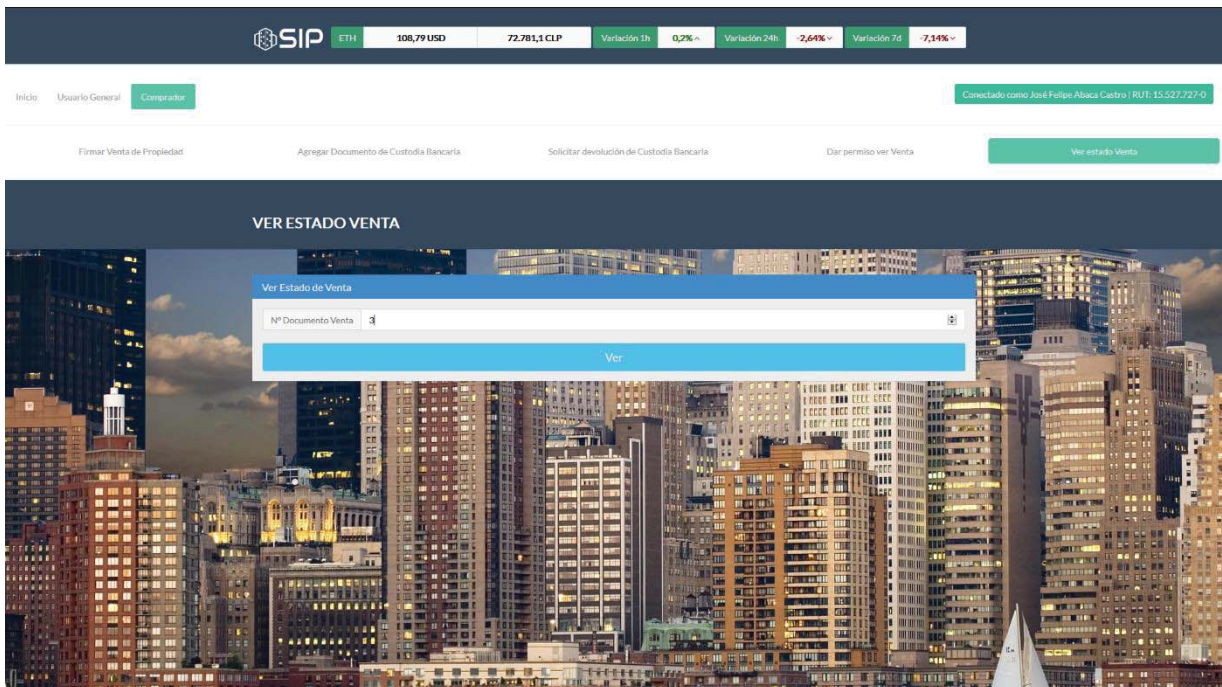 SIP ETH 108,79 USD 72.781,1 CLP Variación 1h 0,2% Variación 24h -2,64% Variación 7d -7,14%
Inicio Usuario General Comprador Conectado como José Felipe Abaca Castro | RUT: 15.527.727-0
Firmar Venta de Propiedad Agregar Documento de Custodia Bancaria Solicitar devolución de Custodia Bancaria Dar permiso ver Venta Ver estado Venta
VER ESTADO VENTA
Ver Estado de Venta
Nº Documento Venta 3
Ver